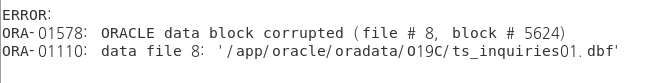 ERROR:
ORA-01578: ORACLE data block corrupted (file # 8, block # 5624)
ORA-01110: data file 8: '/app/oracle/oradata/O19C/ts_inquiries01.dbf'